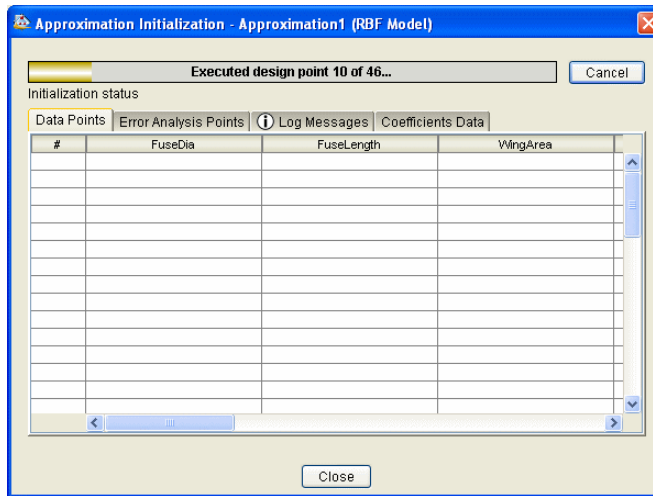 Approximation Initialization - Approximation1 (RBF Model)
Executed design point 10 of 46...
Cancel
Initialization status
Data Points Error Analysis Points Log Messages Coefficients Data
# FuseDia FuseLength WingArea
Close